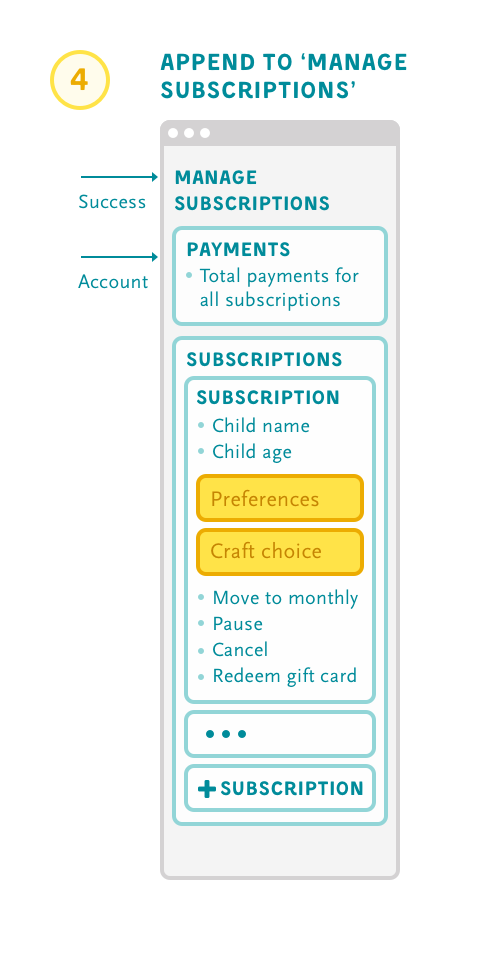 4
APPEND TO ‘MANAGE
SUBSCRIPTIONS’
Success
Account
MANAGE
SUBSCRIPTIONS
PAYMENTS
• Total payments for
all subscriptions
SUBSCRIPTIONS
SUBSCRIPTION
• Child name
• Child age
Preferences
Craft choice
• Move to monthly
• Pause
• Cancel
• Redeem gift card
•••
+ SUBSCRIPTION